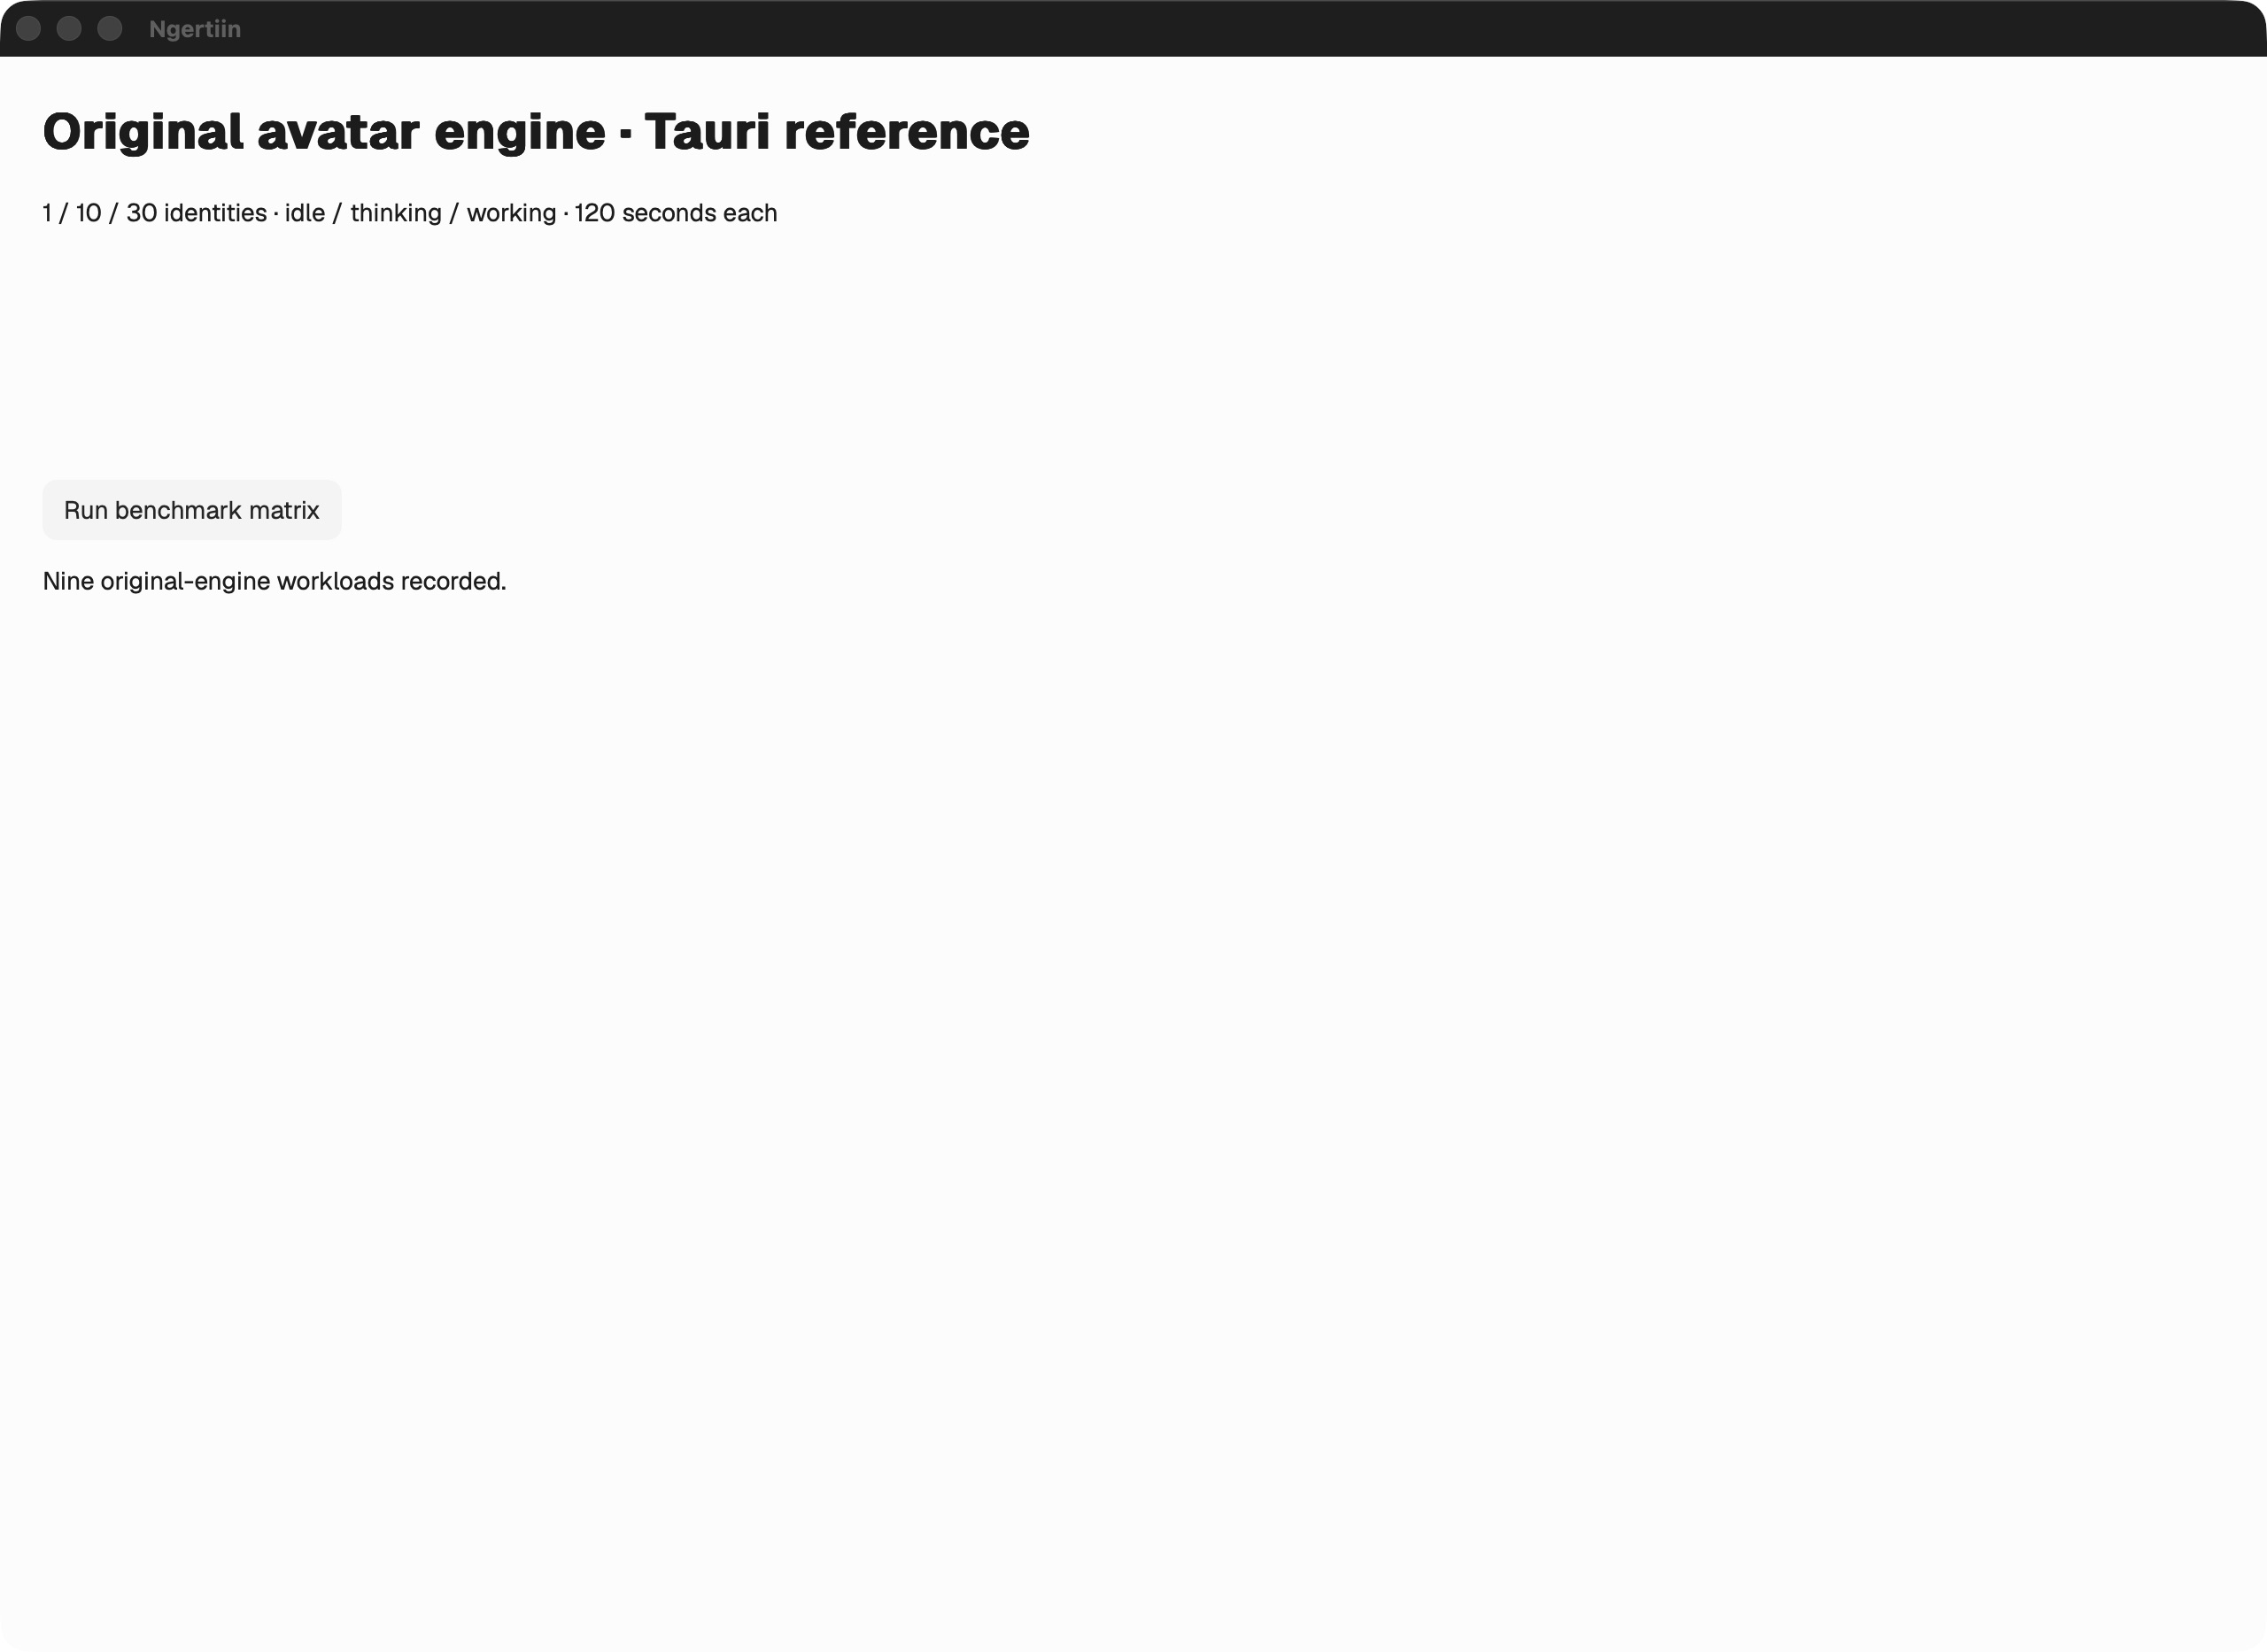 Ngertiin
Original avatar engine · Tauri reference
1 / 10 / 30 identities · idle / thinking / working · 120 seconds each
Run benchmark matrix
Nine original-engine workloads recorded.